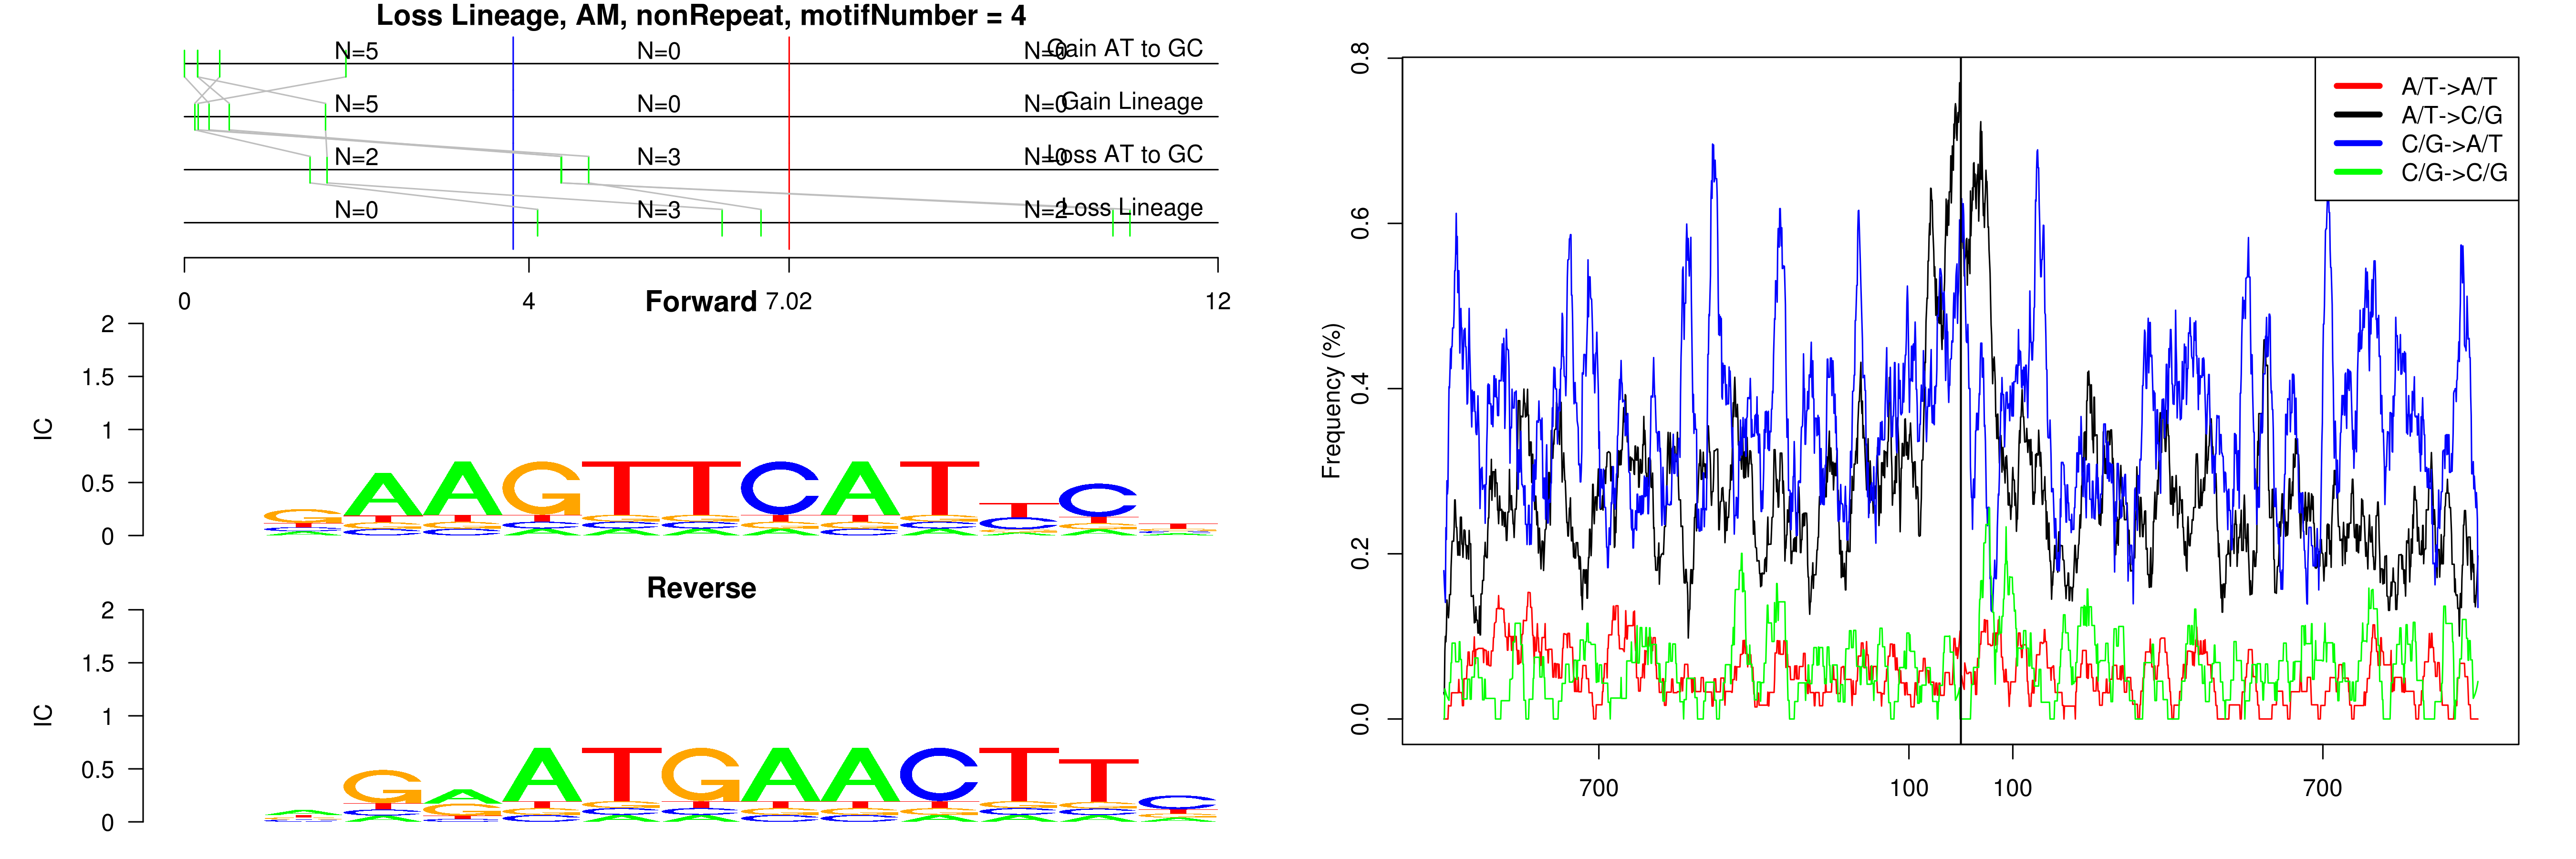 Loss Lineage, AM, nonRepeat, motifNumber = 4
N=5 N=0 N=0 Gain AT to GC
N=5 N=0 N=0 Gain Lineage
N=2 N=3 N=0 Loss AT to GC
N=0 N=3 N=2 Loss Lineage
0 4 7.02 12
Forward
IC
2
1.5
1
0.5
0
GAAGTTCATTCT
Reverse
IC
2
1.5
1
0.5
0
AGAATGAACTTC
Frequency (%)
0.8
0.6
0.4
0.2
0.0
700 100 100 700
A/T->A/T
A/T->C/G
C/G->A/T
C/G->C/G